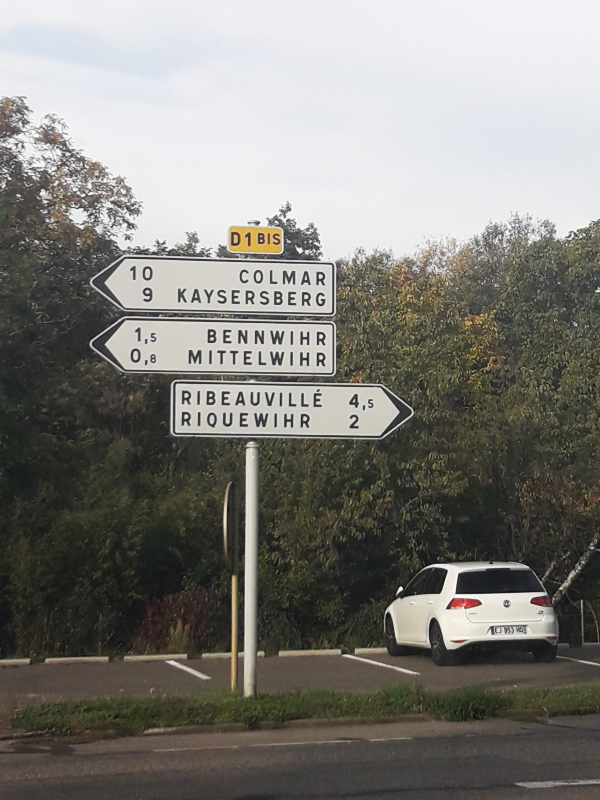 D1 BIS
10 COLMAR
9 KAYSERSBERG
1,5 BENNWIHR
0,8 MITTELWIHR
RIBEAUVILLÉ 4,5
RIQUEWIHR 2